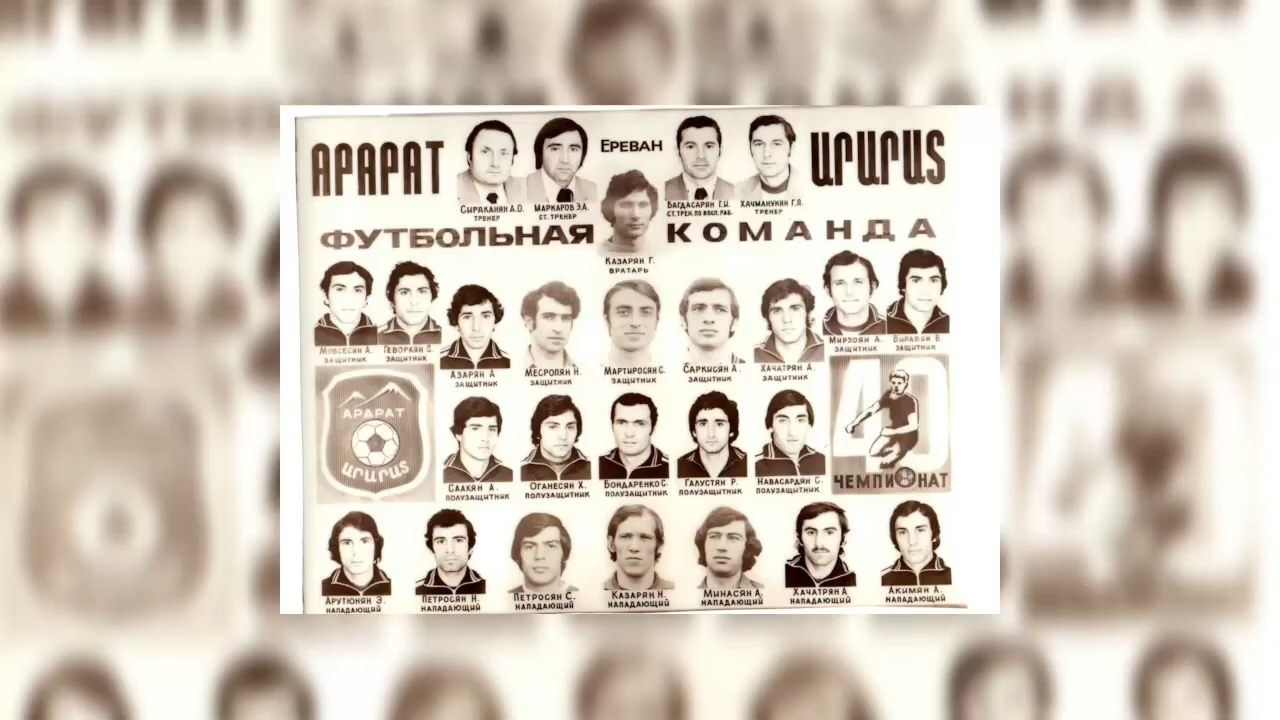 АРАРАТ
ЕРЕВАН
ԱՐԱՐԱՏ
СИРАКАНЯН А.О.
ТРЕНЕР
МАРКАРОВ Э.А.
СТ. ТРЕНЕР
БАГДАСАРЯН Г.И.
СТ. ТРЕН. ПО ВОСП. РАБ.
ХАЧМАНУКЯН Г.Л.
ТРЕНЕР
ФУТБОЛЬНАЯ КОМАНДА
КАЗАРЯН Г.
ВРАТАРЬ
МОВСЕСЯН А.
ЗАЩИТНИК
ГЕВОРКЯН С.
ЗАЩИТНИК
МИРЗОЯН А.
ЗАЩИТНИК
ВИРАБЯН В.
ЗАЩИТНИК
АЗАРЯН А
ЗАЩИТНИК
МЕСРОПЯН Н.
ЗАЩИТНИК
МАРТИРОСЯН С.
ЗАЩИТНИК
САРКИСЯН А.
ЗАЩИТНИК
ХАЧАТРЯН А.
ЗАЩИТНИК
АРАРАТ
ԱՐԱՐԱՏ
40
ЧЕМПИОНАТ
СААКЯН А.
ПОЛУЗАЩИТНИК
ОГАНЕСЯН Х.
ПОЛУЗАЩИТНИК
БОНДАРЕНКО С.
ПОЛУЗАЩИТНИК
ГАЛУСТЯН Р.
ПОЛУЗАЩИТНИК
НАВАСАРДЯН С.
ПОЛУЗАЩИТНИК
АРУТЮНЯН Э.
НАПАДАЮЩИЙ
ПЕТРОСЯН Н.
НАПАДАЮЩИЙ
ПЕТРОСЯН С.
НАПАДАЮЩИЙ
КАЗАРЯН Н.
НАПАДАЮЩИЙ
МИНАСЯН А.
НАПАДАЮЩИЙ
ХАЧАТРЯН А
НАПАДАЮЩИЙ
АКИМЯН А.
НАПАДАЮЩИЙ